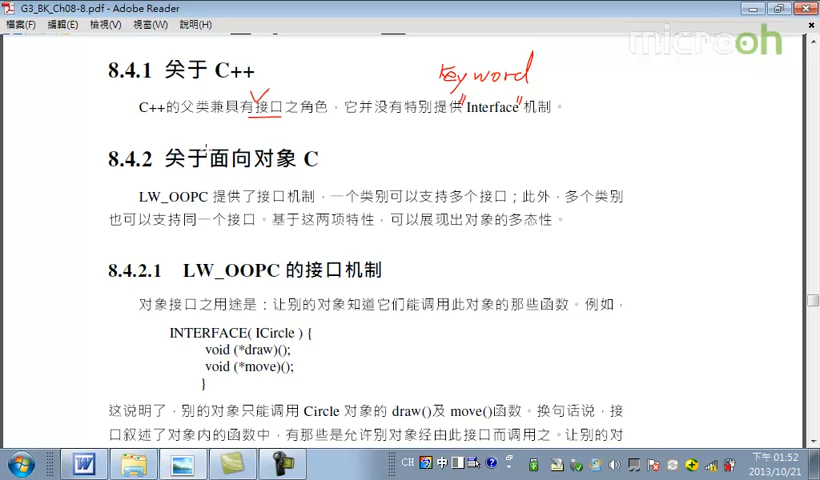 G3_BK_Ch08-8.pdf - Adobe Reader
檔案(F) 編輯(E) 檢視(V) 視窗(W) 說明(H)
microoh
8.4.1 关于 C++
keyword
C++的父类兼具有接口之角色，它并没有特别提供"Interface"机制。
8.4.2 关于面向对象 C
LW_OOPC 提供了接口机制，一个类别可以支持多个接口；此外，多个类别
也可以支持同一个接口。基于这两项特性，可以展现出对象的多态性。
8.4.2.1 LW_OOPC 的接口机制
对象接口之用途是：让别的对象知道它们能调用此对象的那些函数。例如，
INTERFACE( ICircle ) {
void (*draw)();
void (*move)();
}
这说明了，别的对象只能调用 Circle 对象的 draw()及 move()函数。换句话说，接
口叙述了对象内的函数中，有那些是允许别对象经由此接口而调用之。让别的对
CH 中
下午 01:52
2013/10/21